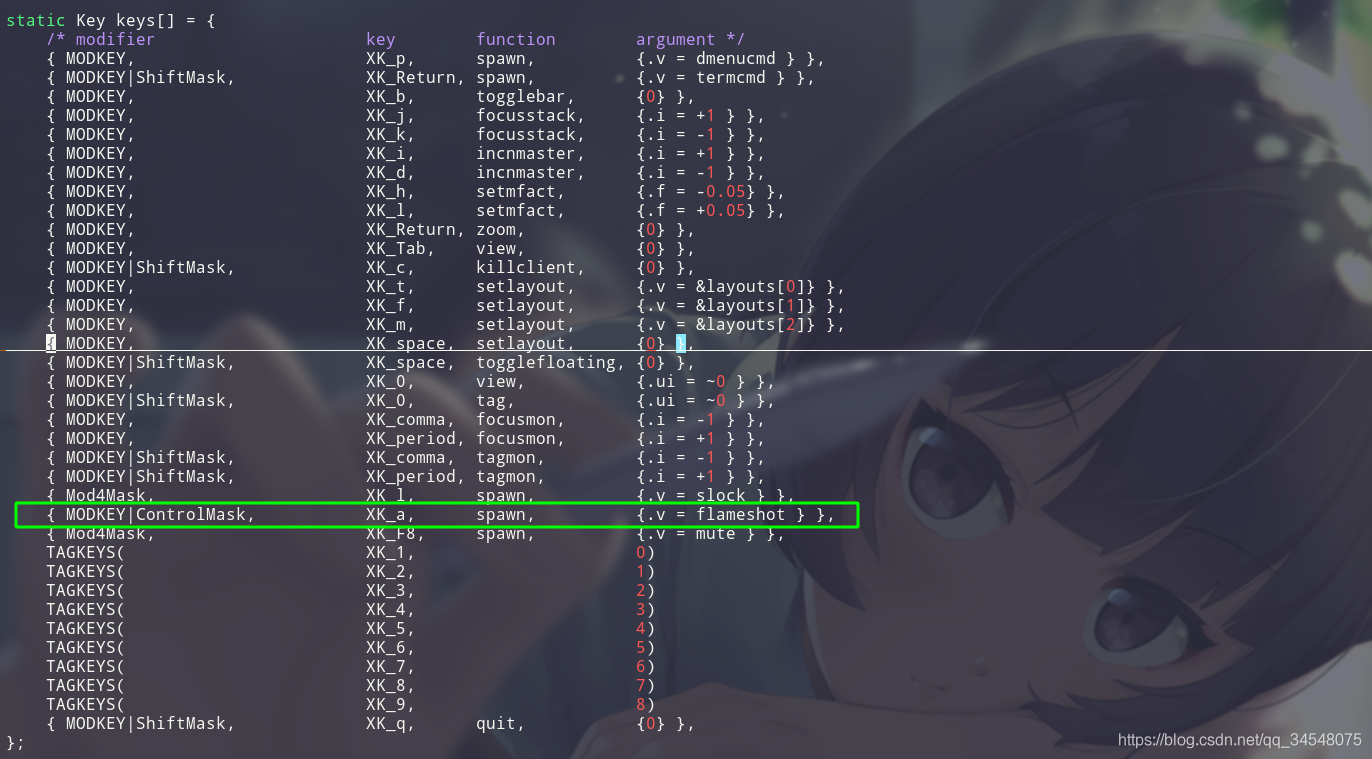 static Key keys[] = {
    /* modifier                     key        function        argument */
    { MODKEY,                       XK_p,      spawn,          {.v = dmenucmd } },
    { MODKEY|ShiftMask,             XK_Return, spawn,          {.v = termcmd } },
    { MODKEY,                       XK_b,      togglebar,      {0} },
    { MODKEY,                       XK_j,      focusstack,     {.i = +1 } },
    { MODKEY,                       XK_k,      focusstack,     {.i = -1 } },
    { MODKEY,                       XK_i,      incnmaster,     {.i = +1 } },
    { MODKEY,                       XK_d,      incnmaster,     {.i = -1 } },
    { MODKEY,                       XK_h,      setmfact,       {.f = -0.05} },
    { MODKEY,                       XK_l,      setmfact,       {.f = +0.05} },
    { MODKEY,                       XK_Return, zoom,           {0} },
    { MODKEY,                       XK_Tab,    view,           {0} },
    { MODKEY|ShiftMask,             XK_c,      killclient,     {0} },
    { MODKEY,                       XK_t,      setlayout,      {.v = &layouts[0]} },
    { MODKEY,                       XK_f,      setlayout,      {.v = &layouts[1]} },
    { MODKEY,                       XK_m,      setlayout,      {.v = &layouts[2]} },
    { MODKEY,                       XK_space,  setlayout,      {0} },
    { MODKEY|ShiftMask,             XK_space,  togglefloating, {0} },
    { MODKEY,                       XK_0,      view,           {.ui = ~0 } },
    { MODKEY|ShiftMask,             XK_0,      tag,            {.ui = ~0 } },
    { MODKEY,                       XK_comma,  focusmon,       {.i = -1 } },
    { MODKEY,                       XK_period, focusmon,       {.i = +1 } },
    { MODKEY|ShiftMask,             XK_comma,  tagmon,         {.i = -1 } },
    { MODKEY|ShiftMask,             XK_period, tagmon,         {.i = +1 } },
    { Mod4Mask,                     XK_l,      spawn,          {.v = slock } },
    { MODKEY|ControlMask,           XK_a,      spawn,          {.v = flameshot } },
    { Mod4Mask,                     XK_F8,     spawn,          {.v = mute } },
    TAGKEYS(                        XK_1,                      0)
    TAGKEYS(                        XK_2,                      1)
    TAGKEYS(                        XK_3,                      2)
    TAGKEYS(                        XK_4,                      3)
    TAGKEYS(                        XK_5,                      4)
    TAGKEYS(                        XK_6,                      5)
    TAGKEYS(                        XK_7,                      6)
    TAGKEYS(                        XK_8,                      7)
    TAGKEYS(                        XK_9,                      8)
    { MODKEY|ShiftMask,             XK_q,      quit,           {0} },
};
https://blog.csdn.net/qq_34548075